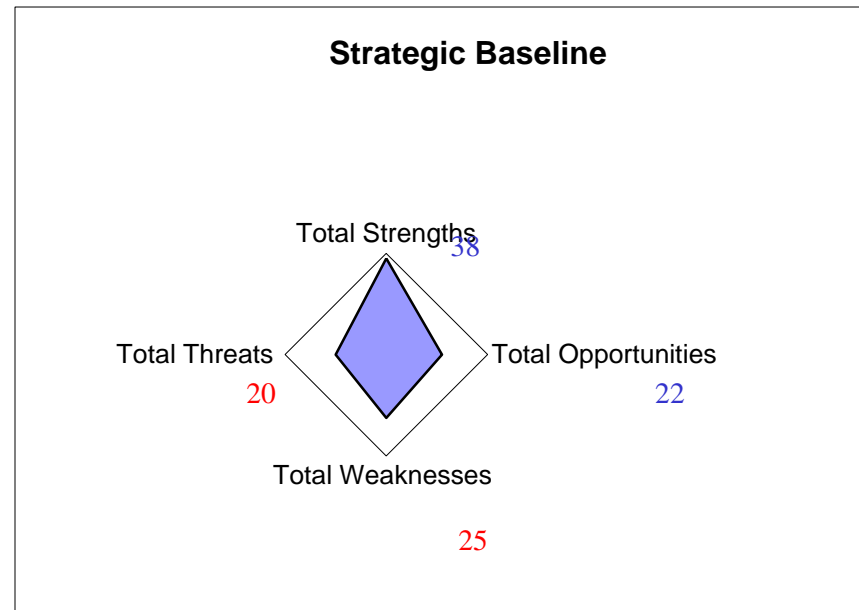 Strategic Baseline
Total Strengths
38
Total Threats
Total Opportunities
20
22
Total Weaknesses
25